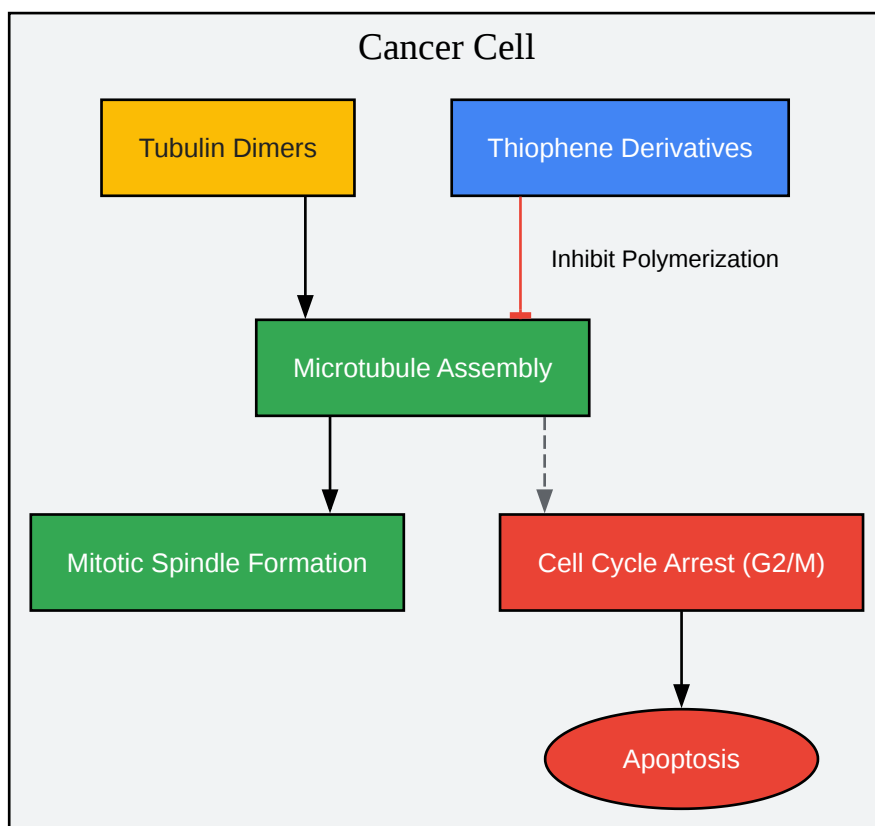 Cancer Cell
Tubulin Dimers
Thiophene Derivatives
Inhibit Polymerization
Microtubule Assembly
Mitotic Spindle Formation
Cell Cycle Arrest (G2/M)
Apoptosis